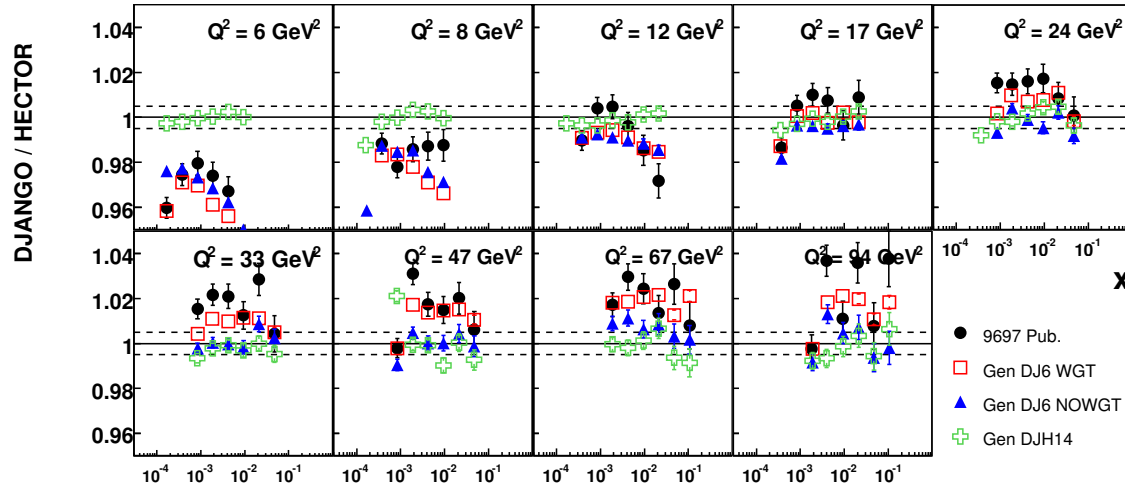 DJANGO / HECTOR
1.04
1.02
1
0.98
0.96
Q² = 6 GeV²
Q² = 8 GeV²
Q² = 12 GeV²
Q² = 17 GeV²
Q² = 24 GeV²
10⁻⁴ 10⁻³ 10⁻² 10⁻¹
X
1.04
1.02
1
0.98
0.96
Q² = 33 GeV²
Q² = 47 GeV²
Q² = 67 GeV²
Q² = 94 GeV²
10⁻⁴ 10⁻³ 10⁻² 10⁻¹
10⁻⁴ 10⁻³ 10⁻² 10⁻¹
10⁻⁴ 10⁻³ 10⁻² 10⁻¹
10⁻⁴ 10⁻³ 10⁻² 10⁻¹
9697 Pub.
Gen DJ6 WGT
Gen DJ6 NOWGT
Gen DJH14